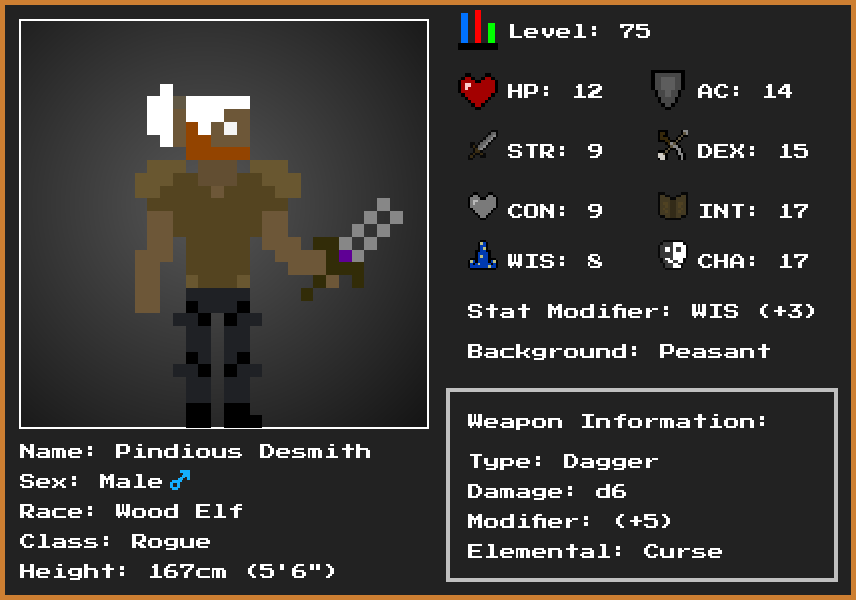 Level: 75
HP: 12 AC: 14
STR: 9 DEX: 15
CON: 9 INT: 17
WIS: 8 CHA: 17
Stat Modifier: WIS (+3)
Background: Peasant
Weapon Information:
Type: Dagger
Damage: d6
Modifier: (+5)
Elemental: Curse
Name: Pindious Desmith
Sex: Male♂
Race: Wood Elf
Class: Rogue
Height: 167cm (5'6")